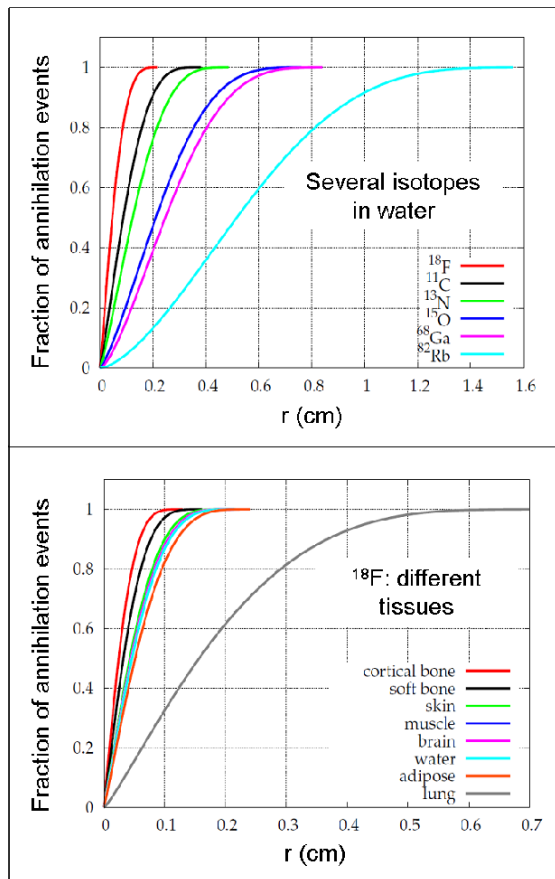 Fraction of annihilation events
1
0.8
0.6
0.4
0.2
0
Several isotopes
in water
¹⁸F
¹¹C
¹³N
¹⁵O
⁶⁸Ga
⁸²Rb
0 0.2 0.4 0.6 0.8 1 1.2 1.4 1.6
r (cm)
Fraction of annihilation events
1
0.8
0.6
0.4
0.2
0
¹⁸F: different
tissues
cortical bone
soft bone
skin
muscle
brain
water
adipose
lung
0 0.1 0.2 0.3 0.4 0.5 0.6 0.7
r (cm)